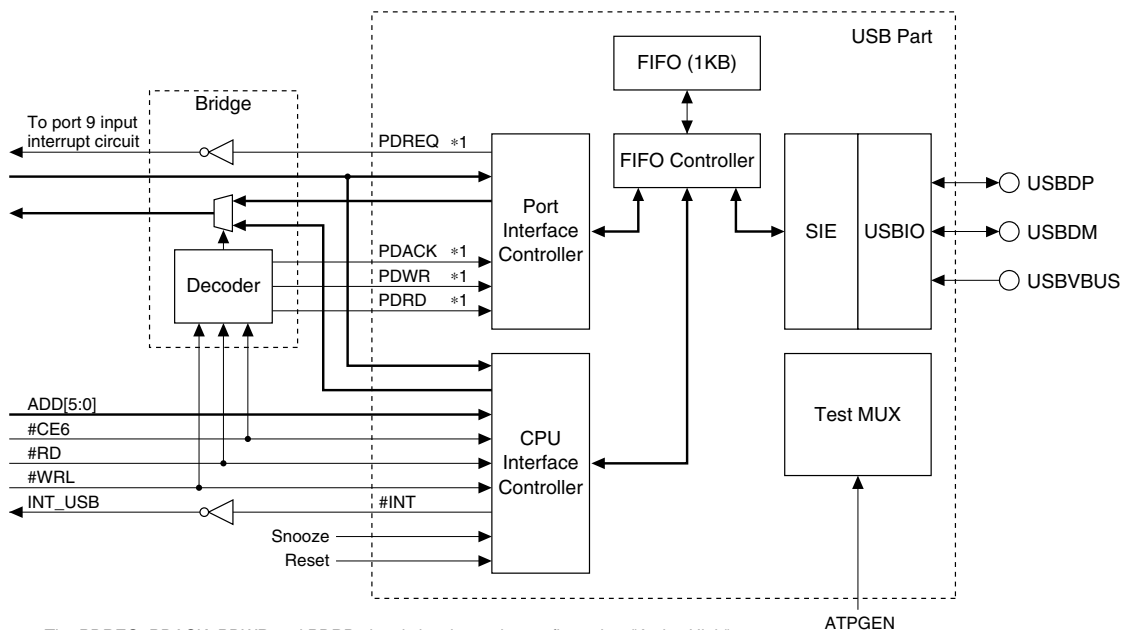 USB Part
FIFO (1KB)
Bridge
To port 9 input
interrupt circuit
PDREQ *1
FIFO Controller
Port
Interface
Controller
SIE
USBIO
USBDP
USBDM
USBVBUS
PDACK *1
PDWR *1
PDRD *1
Decoder
ADD[5:0]
#CE6
#RD
#WRL
INT_USB
#INT
CPU
Interface
Controller
Test MUX
Snooze
Reset
ATPGEN